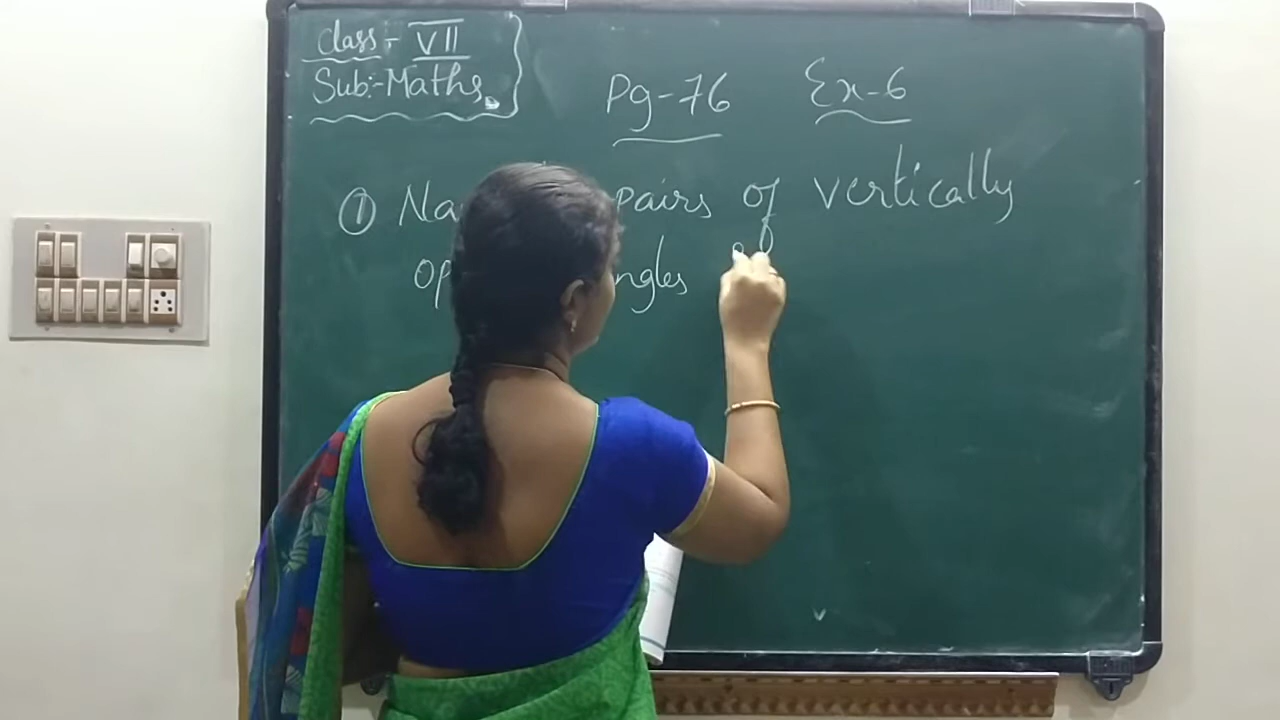 Class - VII
Sub:- Maths
Pg-76 Ex-6
① Na pairs of vertically
op ngles